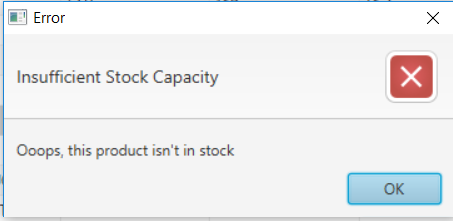 Error
Insufficient Stock Capacity
Ooops, this product isn't in stock
OK